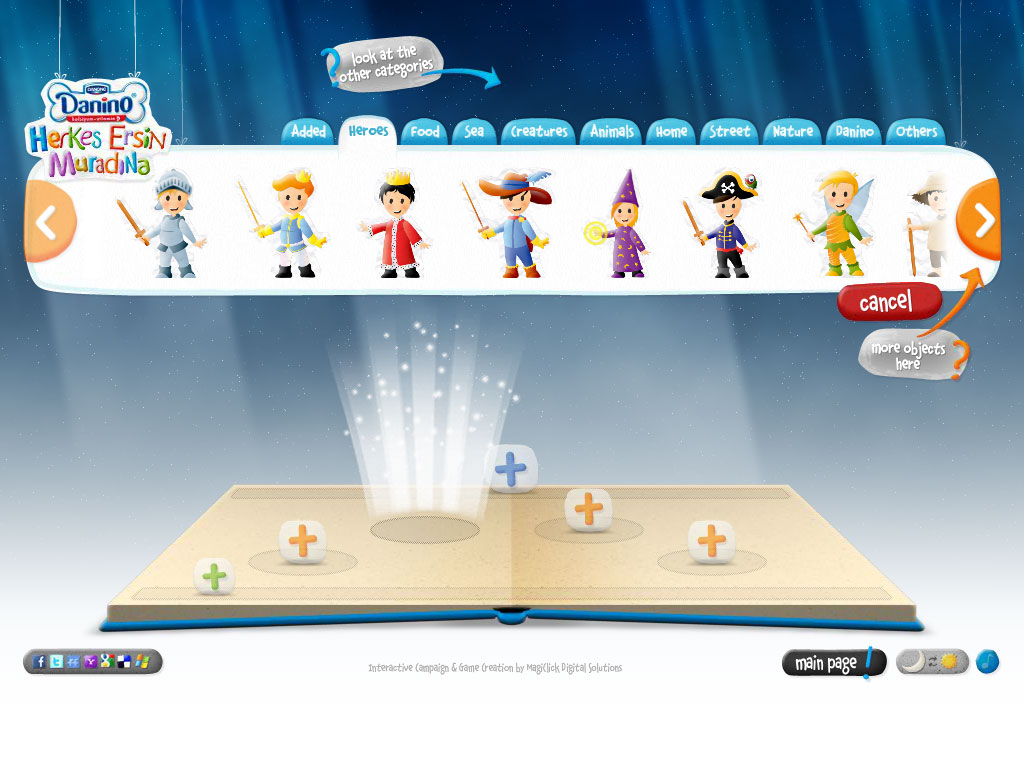 look at the
other categories
DANONE
Danino
kalsiyum-vitamin D
Herkes Ersin
Muradına
Added
Heroes
Food
Sea
Creatures
Animals
Home
Street
Nature
Danino
Others
cancel
more objects
here
Interactive Campaign & Game Creation by MagiClick Digital Solutions
main page